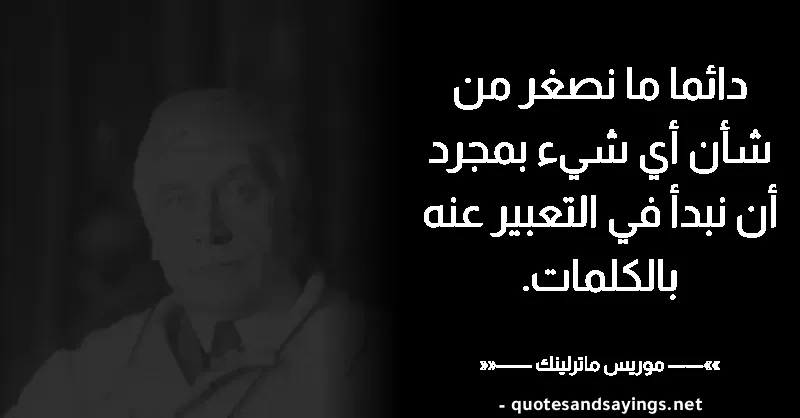 دائما ما نصغر من
شأن أي شيء بمجرد
أن نبدأ في التعبير عنه
بالكلمات.
»—— موريس ماترلينك ——«
- quotesandsayings.net